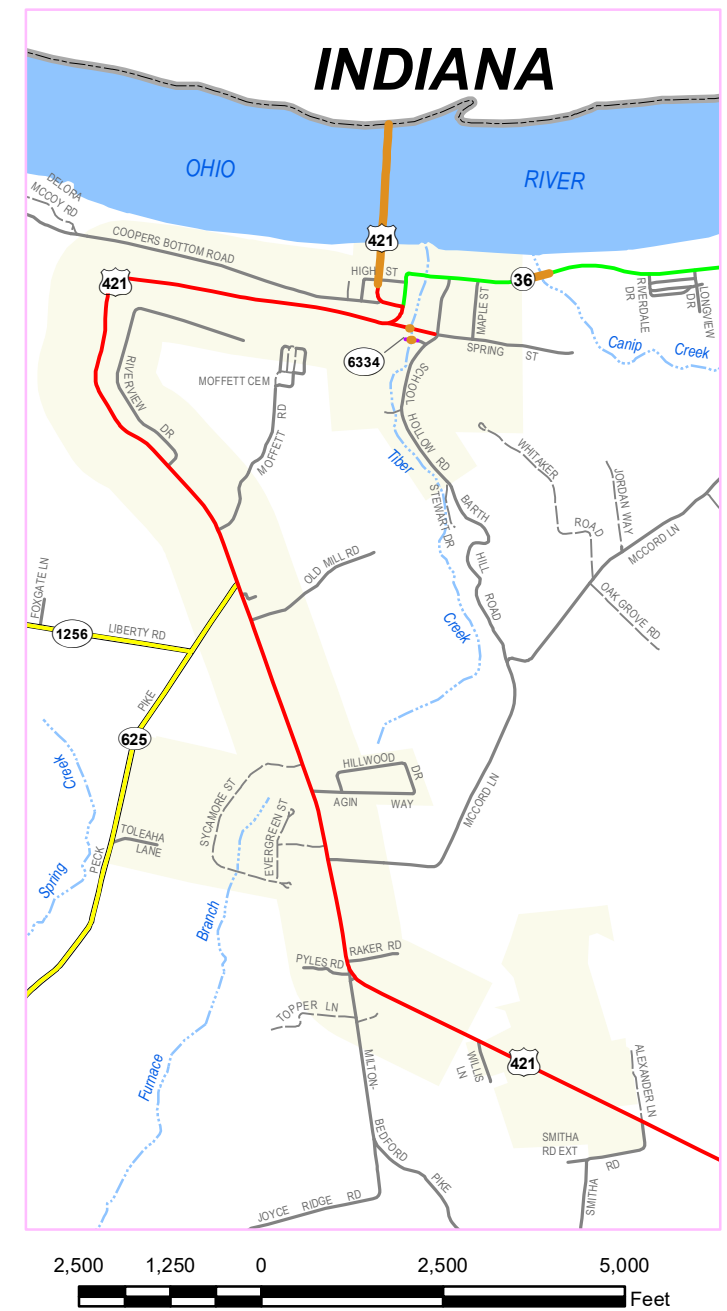 INDIANA
OHIO
RIVER
DELORA
MCCOY RD
COOPERS BOTTOM ROAD
421
HIGH ST
36
421
MAPLE ST
RIVERDALE
DR
LONGVIEW
DR
Canip Creek
SPRING ST
6334
MOFFETT CEM
RIVERVIEW DR
MOFFETT RD
SCHOOL HOLLOW RD
Tiber
STEWART DR
BARTH HILL ROAD
WHITAKER ROAD
JORDAN WAY
MCCORD LN
OAK GROVE RD
OLD MILL RD
FOXGATE LN
1256
LIBERTY RD
Creek
PIKE
625
Creek
HILLWOOD DR
SYCAMORE ST
EVERGREEN ST
AGIN WAY
MCCORD LN
TOLEAHA
LANE
PECK
Spring
Branch
PYLES RD
RAKER RD
TOPPER LN
MILTON-
WILLIS
LN
421
ALEXANDER LN
Furnace
BEDFORD
PIKE
SMITHA
RD EXT
RD
SMITHA
JOYCE RIDGE RD
2,500 1,250 0 2,500 5,000
Feet